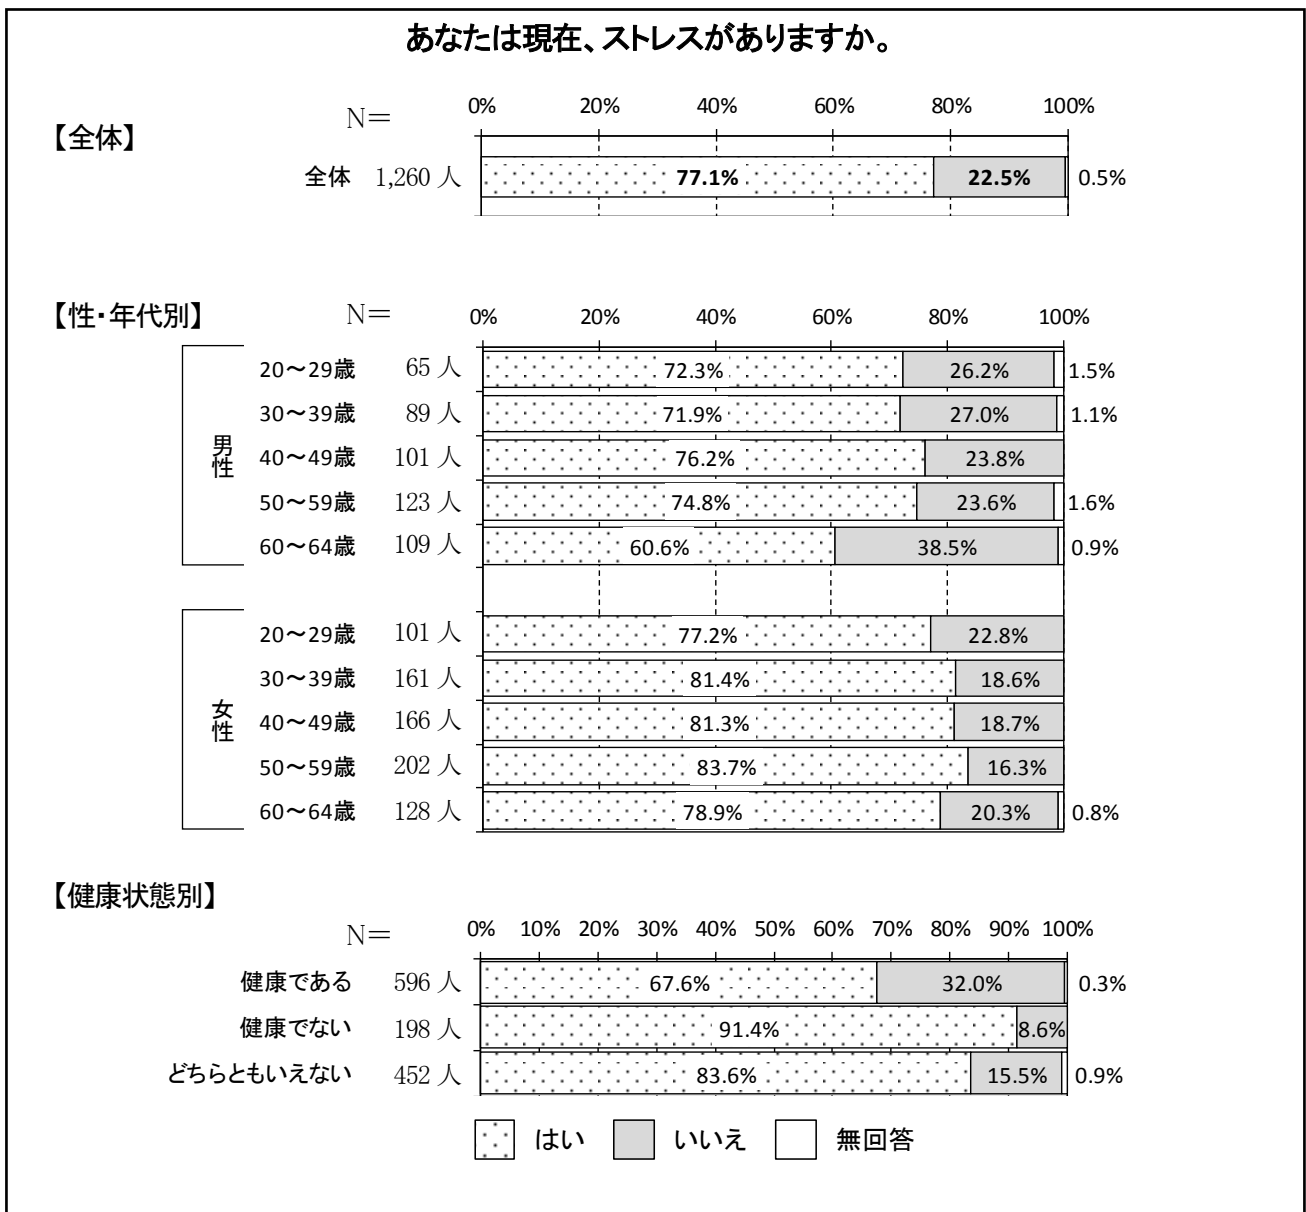 あなたは現在、ストレスがありますか。
【全体】
N＝
0% 20% 40% 60% 80% 100%
全体 1,260 人 77.1% 22.5% 0.5%
【性・年代別】
N＝
0% 20% 40% 60% 80% 100%
男性
20～29歳 65 人 72.3% 26.2% 1.5%
30～39歳 89 人 71.9% 27.0% 1.1%
40～49歳 101 人 76.2% 23.8%
50～59歳 123 人 74.8% 23.6% 1.6%
60～64歳 109 人 60.6% 38.5% 0.9%
女性
20～29歳 101 人 77.2% 22.8%
30～39歳 161 人 81.4% 18.6%
40～49歳 166 人 81.3% 18.7%
50～59歳 202 人 83.7% 16.3%
60～64歳 128 人 78.9% 20.3% 0.8%
【健康状態別】
N＝
0% 10% 20% 30% 40% 50% 60% 70% 80% 90% 100%
健康である 596 人 67.6% 32.0% 0.3%
健康でない 198 人 91.4% 8.6%
どちらともいえない 452 人 83.6% 15.5% 0.9%
はい いいえ 無回答